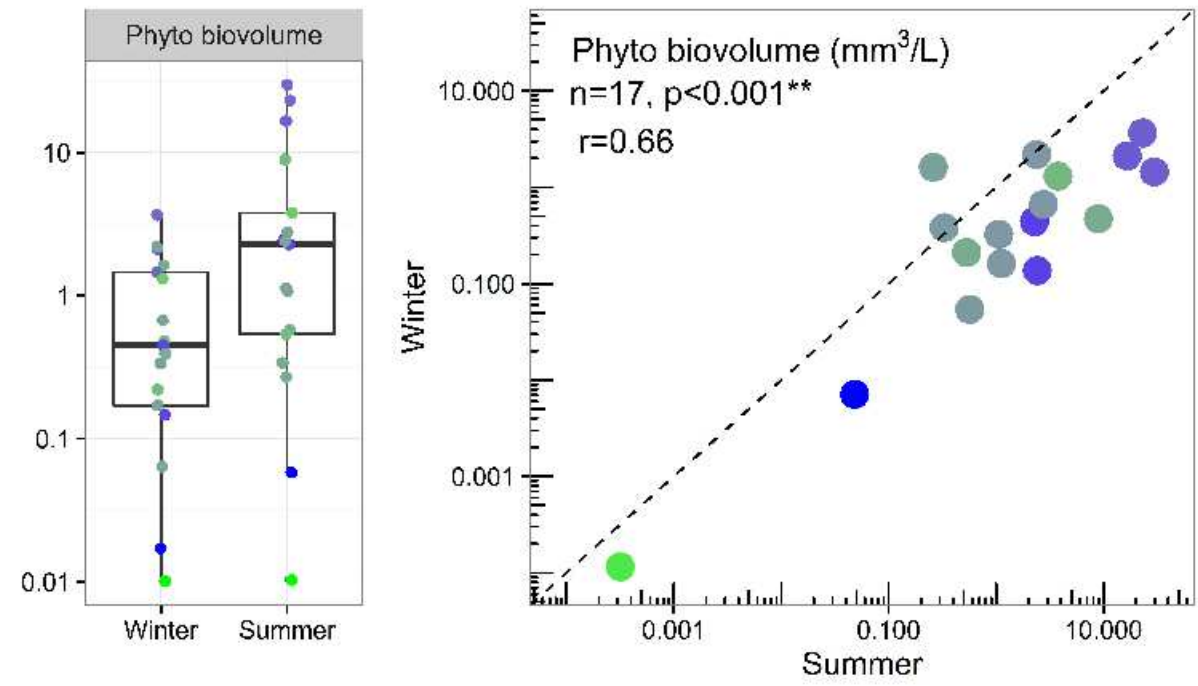 Phyto biovolume
10
1
0.1
0.01
Winter Summer
Phyto biovolume (mm³/L)
n=17, p<0.001**
r=0.66
10.000
0.100
0.001
Winter
0.001 0.100 10.000
Summer